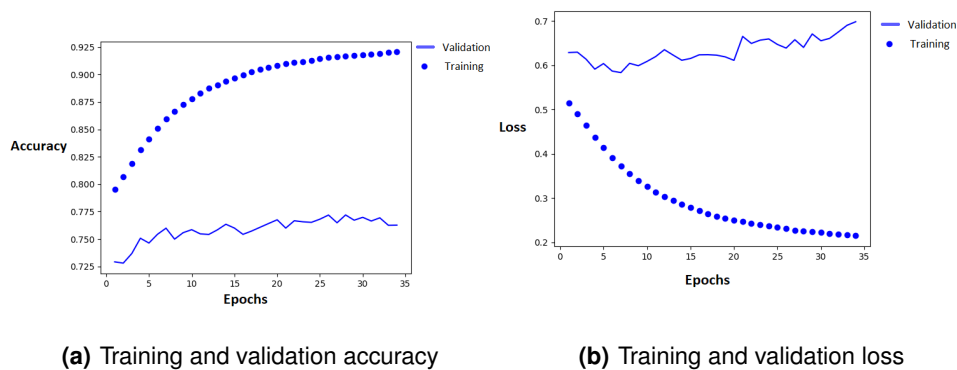 Validation
Training
0.925
0.900
0.875
0.850
0.825
0.800
0.775
0.750
0.725
Accuracy
0 5 10 15 20 25 30 35
Epochs
(a) Training and validation accuracy
Validation
Training
0.7
0.6
0.5
0.4
0.3
0.2
Loss
0 5 10 15 20 25 30 35
Epochs
(b) Training and validation loss